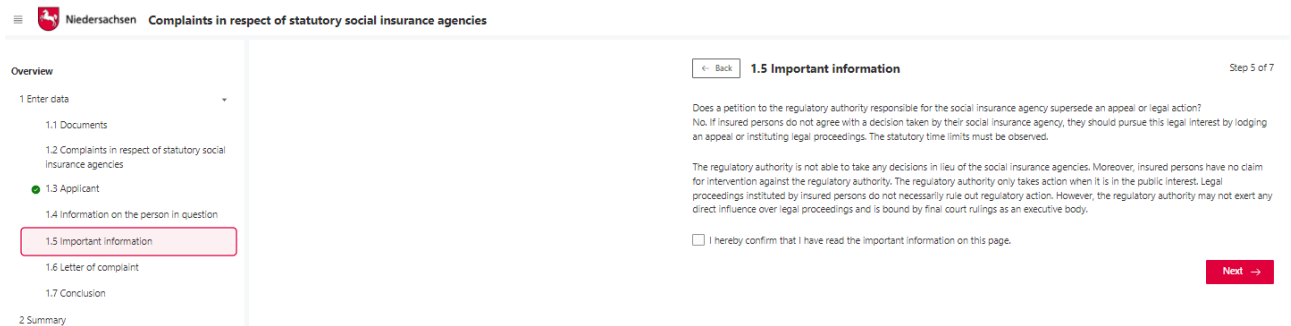 Niedersachsen Complaints in respect of statutory social insurance agencies
Overview
1 Enter data
1.1 Documents
1.2 Complaints in respect of statutory social
insurance agencies
1.3 Applicant
1.4 Information on the person in question
1.5 Important information
1.6 Letter of complaint
1.7 Conclusion
2 Summary
← Back 1.5 Important information Step 5 of 7
Does a petition to the regulatory authority responsible for the social insurance agency supersede an appeal or legal action?
No. If insured persons do not agree with a decision taken by their social insurance agency, they should pursue this legal interest by lodging
an appeal or instituting legal proceedings. The statutory time limits must be observed.
The regulatory authority is not able to take any decisions in lieu of the social insurance agencies. Moreover, insured persons have no claim
for intervention against the regulatory authority. The regulatory authority only takes action when it is in the public interest. Legal
proceedings instituted by insured persons do not necessarily rule out regulatory action. However, the regulatory authority may not exert any
direct influence over legal proceedings and is bound by final court rulings as an executive body.
I hereby confirm that I have read the important information on this page.
Next →